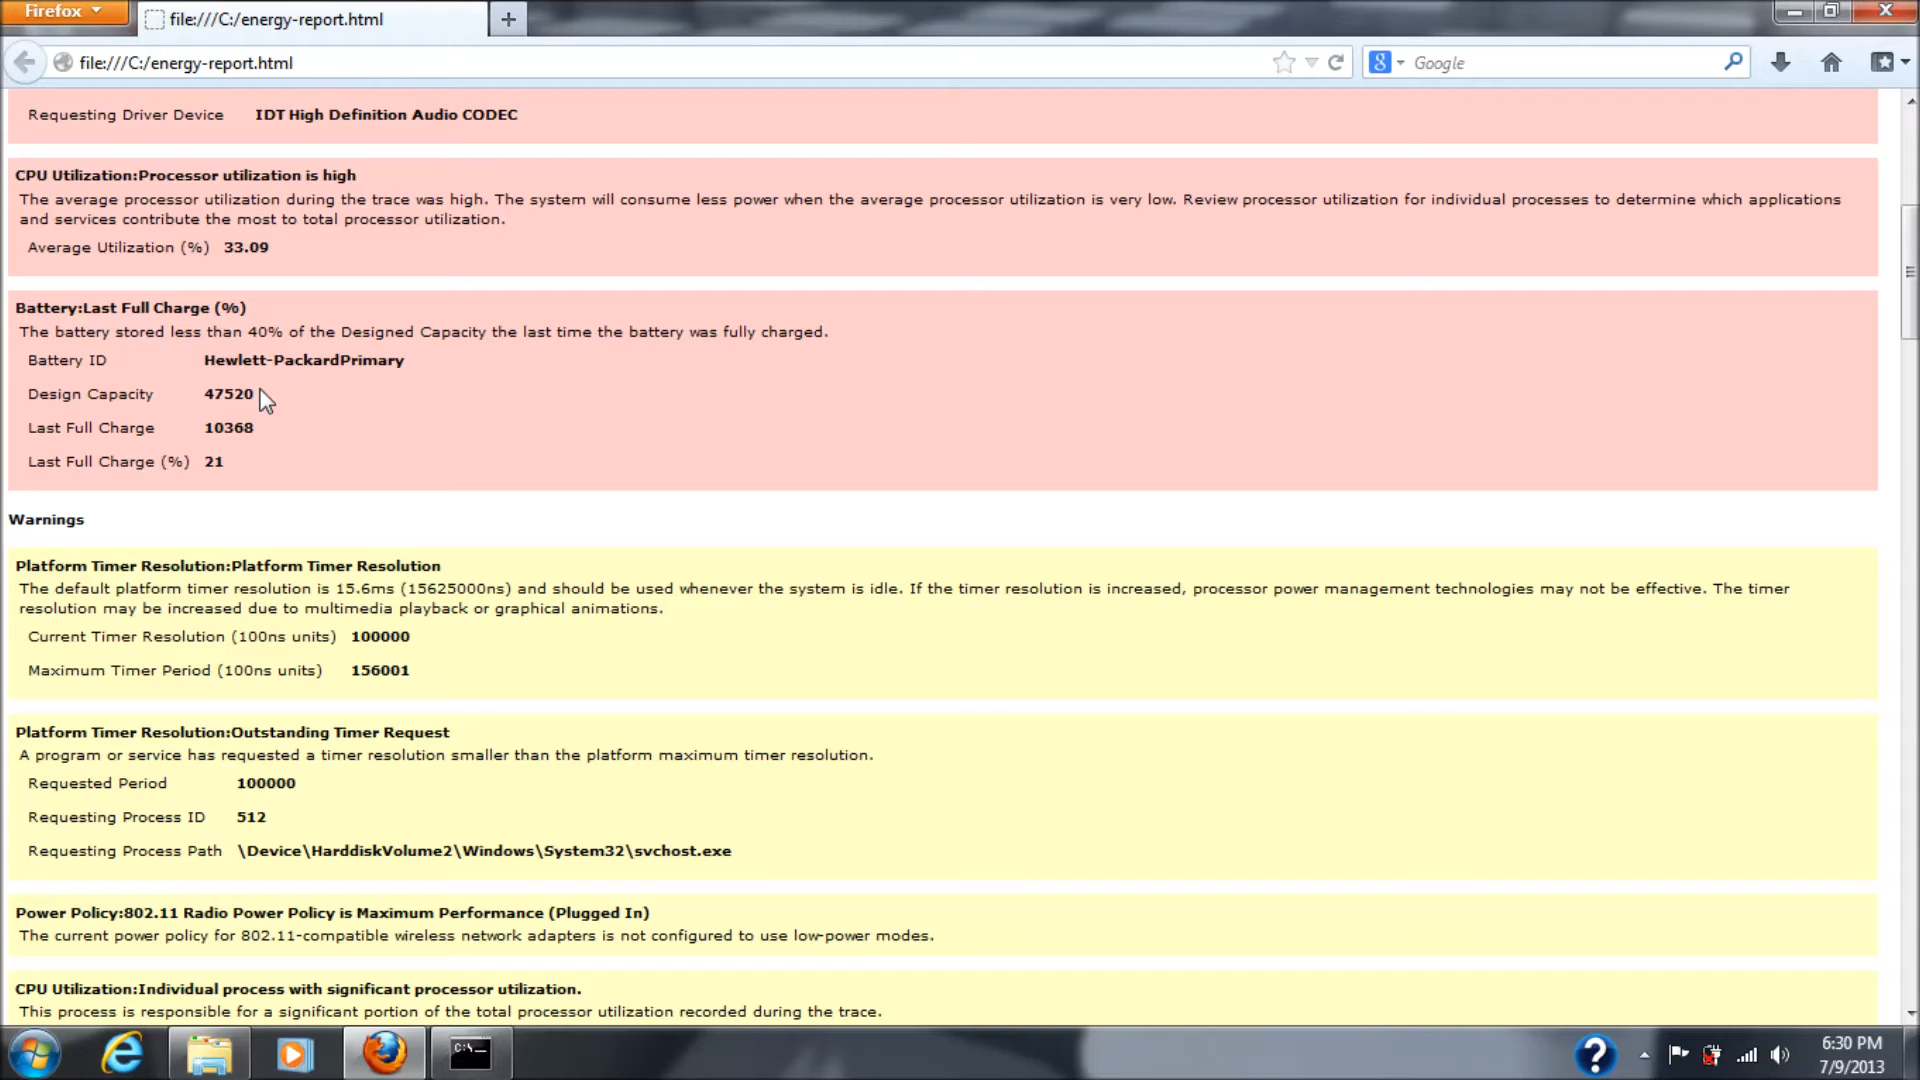 Firefox
file:///C:/energy-report.html
file:///C:/energy-report.html
Google
Requesting Driver Device IDT High Definition Audio CODEC
CPU Utilization:Processor utilization is high
The average processor utilization during the trace was high. The system will consume less power when the average processor utilization is very low. Review processor utilization for individual processes to determine which applications
and services contribute the most to total processor utilization.
Average Utilization (%) 33.09
Battery:Last Full Charge (%)
The battery stored less than 40% of the Designed Capacity the last time the battery was fully charged.
Battery ID Hewlett-PackardPrimary
Design Capacity 47520
Last Full Charge 10368
Last Full Charge (%) 21
Warnings
Platform Timer Resolution:Platform Timer Resolution
The default platform timer resolution is 15.6ms (15625000ns) and should be used whenever the system is idle. If the timer resolution is increased, processor power management technologies may not be effective. The timer
resolution may be increased due to multimedia playback or graphical animations.
Current Timer Resolution (100ns units) 100000
Maximum Timer Period (100ns units) 156001
Platform Timer Resolution:Outstanding Timer Request
A program or service has requested a timer resolution smaller than the platform maximum timer resolution.
Requested Period 100000
Requesting Process ID 512
Requesting Process Path \Device\HarddiskVolume2\Windows\System32\svchost.exe
Power Policy:802.11 Radio Power Policy is Maximum Performance (Plugged In)
The current power policy for 802.11-compatible wireless network adapters is not configured to use low-power modes.
CPU Utilization:Individual process with significant processor utilization.
This process is responsible for a significant portion of the total processor utilization recorded during the trace.
6:30 PM
7/9/2013